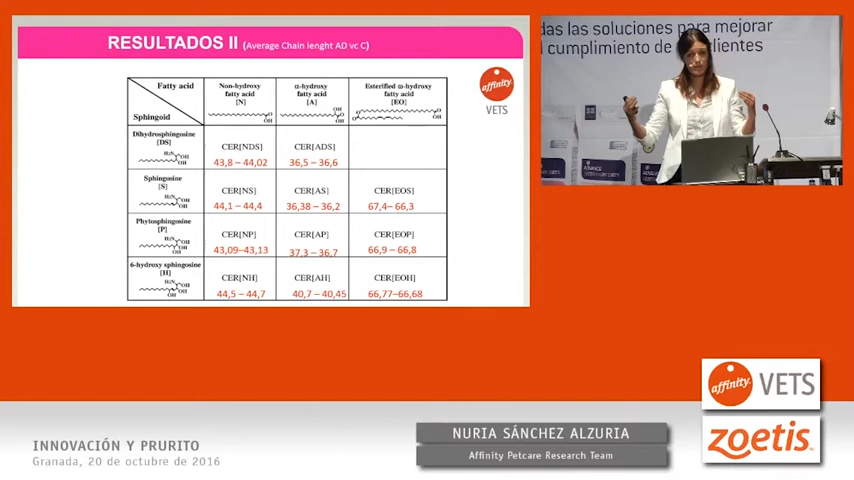 RESULTADOS II (Average Chain lenght AD vc C)
Fatty acid
Sphingoid
Non-hydroxy
fatty acid
[N]
α-hydroxy
fatty acid
[A]
Esterified ω-hydroxy
fatty acid
[EO]
Dihydrosphingosine
[DS]
CER[NDS]
43,8 – 44,02
CER[ADS]
36,5 – 36,6
Sphingosine
[S]
CER[NS]
44,1 – 44,4
CER[AS]
36,38 – 36,2
CER[EOS]
67,4– 66,3
Phytosphingosine
[P]
CER[NP]
43,09–43,13
CER[AP]
37,3 – 36,7
CER[EOP]
66,9 – 66,8
6-hydroxy sphingosine
[H]
CER[NH]
44,5 – 44,7
CER[AH]
40,7 – 40,45
CER[EOH]
66,77–66,68
affinity
VETS
das las soluciones para mejorar
l cumplimiento de
lientes
ADVANCE
affinity VETS
zoetis
NURIA SÁNCHEZ ALZURIA
Affinity Petcare Research Team
INNOVACIÓN Y PRURITO
Granada, 20 de octubre de 2016